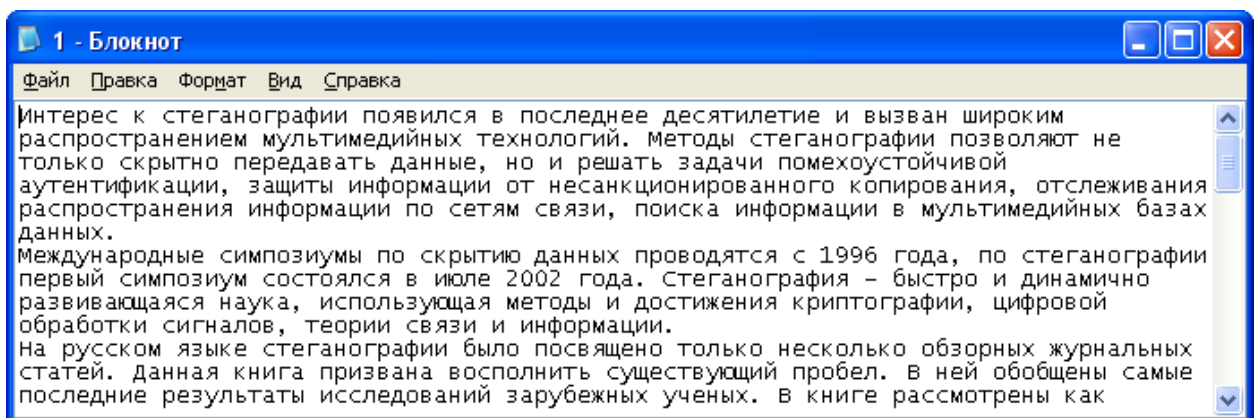 1 - Блокнот
Файл Правка Формат Вид Справка
Интерес к стеганографии появился в последнее десятилетие и вызван широким
распространением мультимедийных технологий. Методы стеганографии позволяют не
только скрытно передавать данные, но и решать задачи помехоустойчивой
аутентификации, защиты информации от несанкционированного копирования, отслеживания
распространения информации по сетям связи, поиска информации в мультимедийных базах
данных.
Международные симпозиумы по скрытию данных проводятся с 1996 года, по стеганографии
первый симпозиум состоялся в июле 2002 года. Стеганография – быстро и динамично
развивающаяся наука, использующая методы и достижения криптографии, цифровой
обработки сигналов, теории связи и информации.
На русском языке стеганографии было посвящено только несколько обзорных журнальных
статей. Данная книга призвана восполнить существующий пробел. В ней обобщены самые
последние результаты исследований зарубежных ученых. В книге рассмотрены как